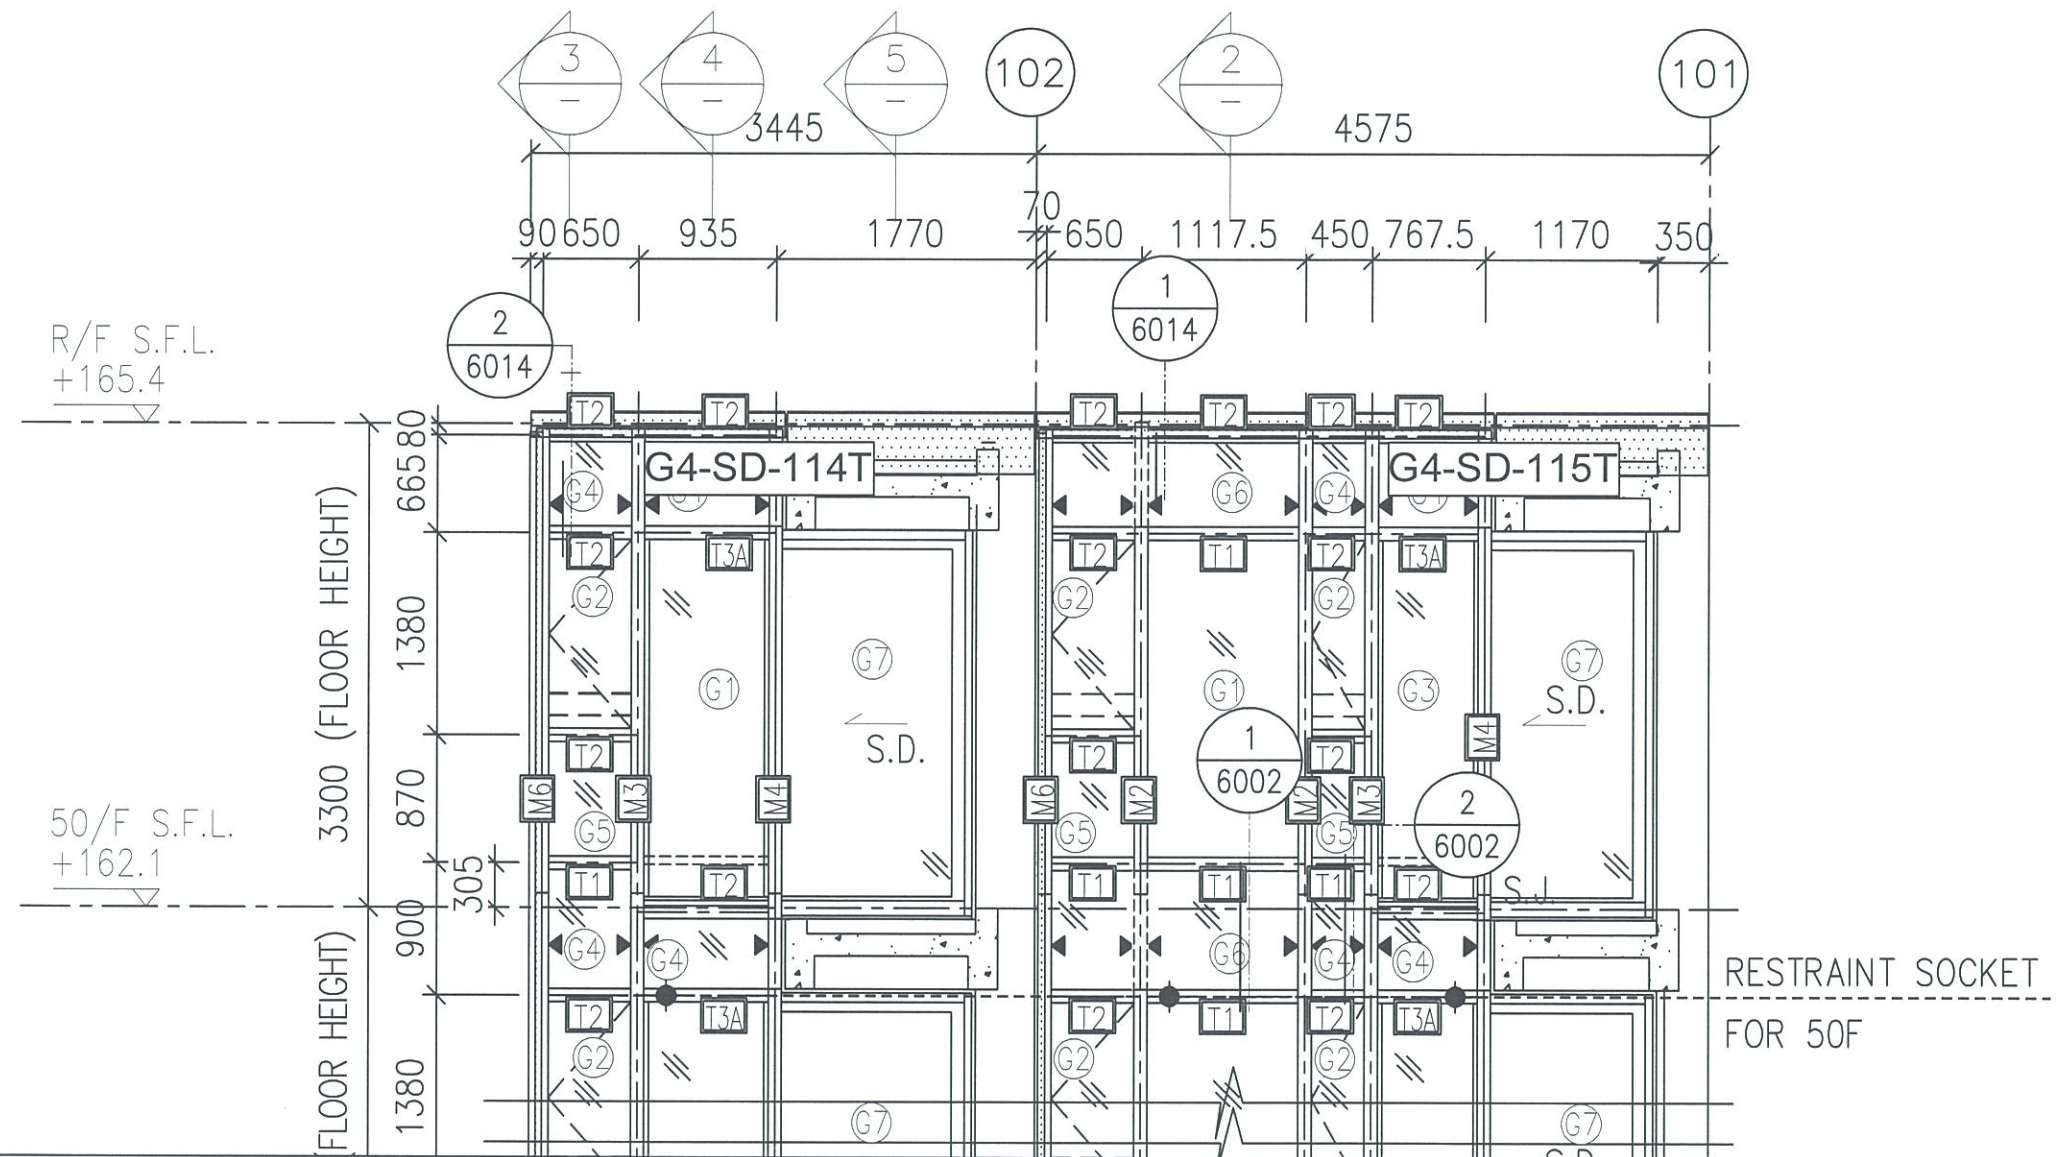 3
4
5
102
2
101
–
–
–
–
3445
4575
70
90
650
935
1770
650
1117.5
450
767.5
1170
350
1
6014
2
6014
R/F S.F.L.
+165.4
T2
T2
T2
T2
T2
T2
80
665
G4-SD-114T
G4-SD-115T
G4
G6
G4
T2
T3A
T2
T1
T2
T3A
G2
G2
G2
1380
3300 (FLOOR HEIGHT)
G7
G7
G1
G1
G3
S.D.
S.D.
M4
1
6002
T2
T2
T2
870
M6
M3
M4
M6
M2
M2
M3
2
6002
50/F S.F.L.
+162.1
G5
G5
G5
305
T1
T2
T1
T1
T1
T2
S.J.
900
G4
G4
G6
G4
G4
RESTRAINT SOCKET
FOR 50F
T2
T3A
T2
T1
T2
T3A
G2
G2
G2
1380
(FLOOR HEIGHT)
G7
G7